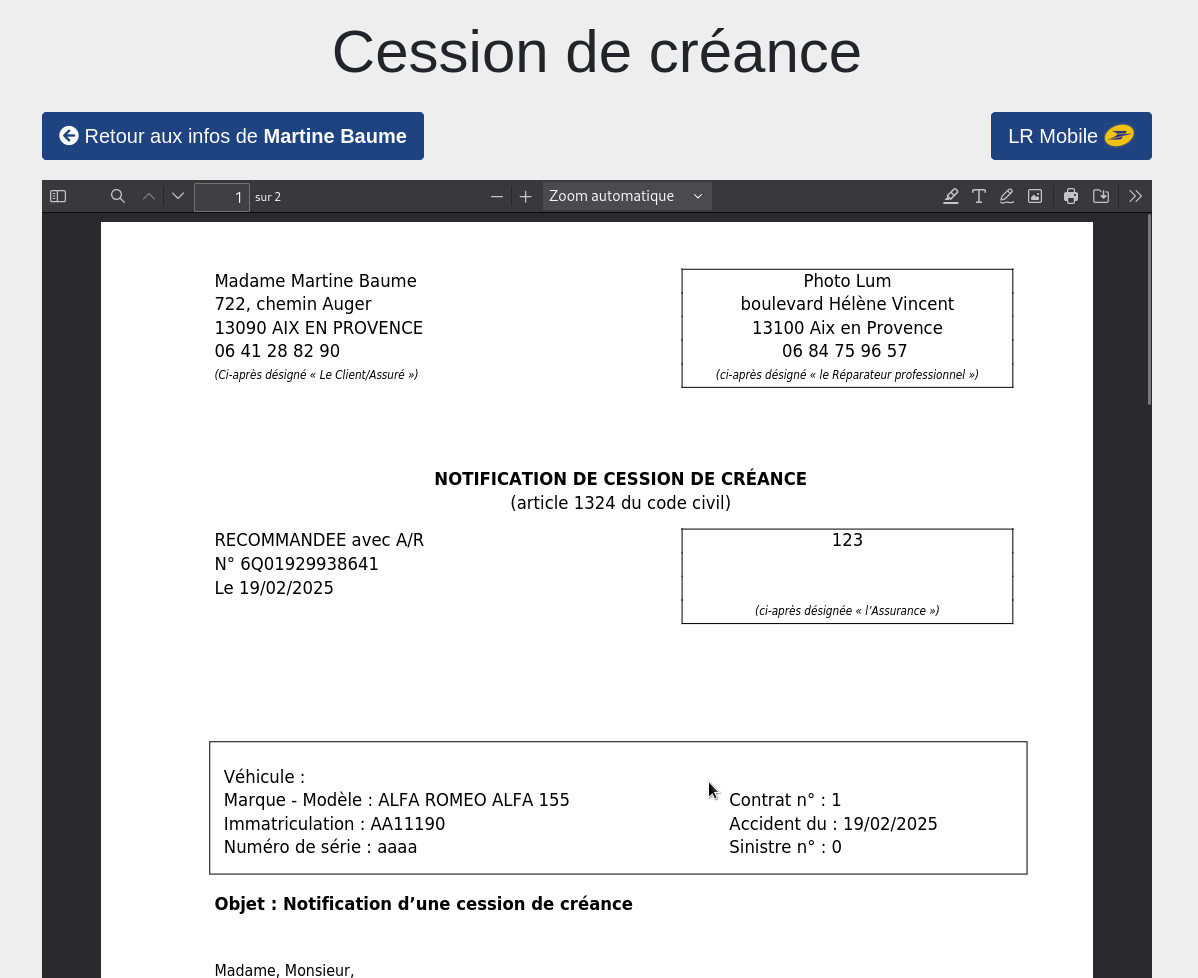 Cession de créance
Retour aux infos de Martine Baume
LR Mobile
1 sur 2
Zoom automatique
Madame Martine Baume
722, chemin Auger
13090 AIX EN PROVENCE
06 41 28 82 90
(Ci-après désigné « Le Client/Assuré »)
Photo Lum
boulevard Hélène Vincent
13100 Aix en Provence
06 84 75 96 57
(ci-après désigné « le Réparateur professionnel »)
NOTIFICATION DE CESSION DE CRÉANCE
(article 1324 du code civil)
RECOMMANDEE avec A/R
N° 6Q01929938641
Le 19/02/2025
123
(ci-après désignée « l’Assurance »)
Véhicule :
Marque - Modèle : ALFA ROMEO ALFA 155
Immatriculation : AA11190
Numéro de série : aaaa
Contrat n° : 1
Accident du : 19/02/2025
Sinistre n° : 0
Objet : Notification d’une cession de créance
Madame, Monsieur,